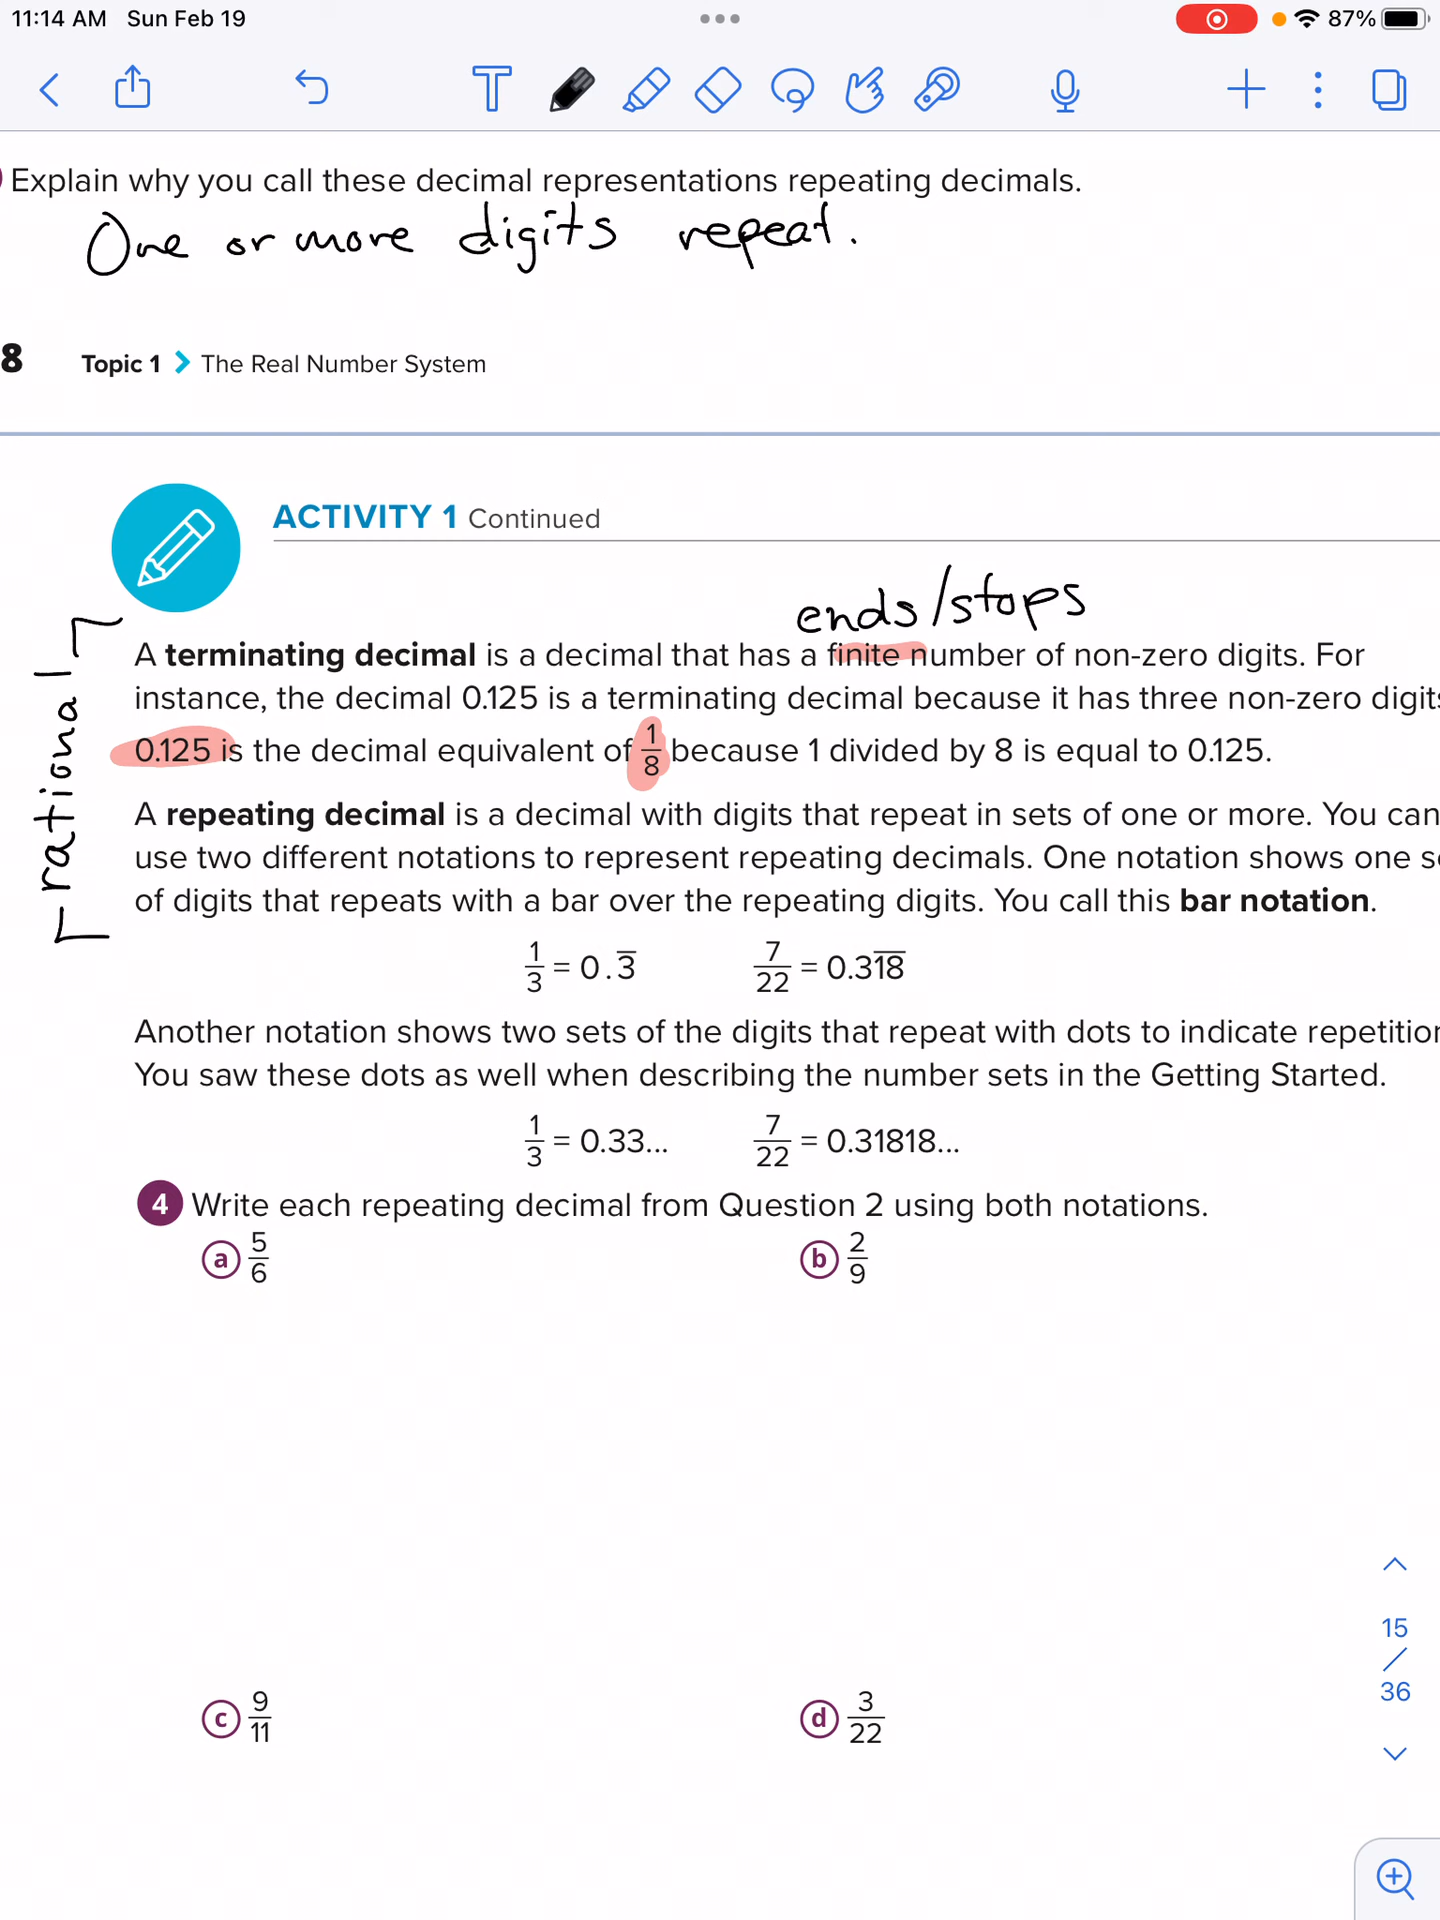 11:14 AM Sun Feb 19
87%
Explain why you call these decimal representations repeating decimals.
One or more digits repeat.
8 Topic 1 > The Real Number System
ACTIVITY 1 Continued
ends/stops
rational
A terminating decimal is a decimal that has a finite number of non-zero digits. For
instance, the decimal 0.125 is a terminating decimal because it has three non-zero digits
0.125 is the decimal equivalent of 1/8 because 1 divided by 8 is equal to 0.125.
A repeating decimal is a decimal with digits that repeat in sets of one or more. You can
use two different notations to represent repeating decimals. One notation shows one se
of digits that repeats with a bar over the repeating digits. You call this bar notation.
1/3 = 0.3̅ 7/22 = 0.31̅8̅
Another notation shows two sets of the digits that repeat with dots to indicate repetition
You saw these dots as well when describing the number sets in the Getting Started.
1/3 = 0.33... 7/22 = 0.31818...
4 Write each repeating decimal from Question 2 using both notations.
a 5/6 b 2/9
c 9/11 d 3/22
15
/
36